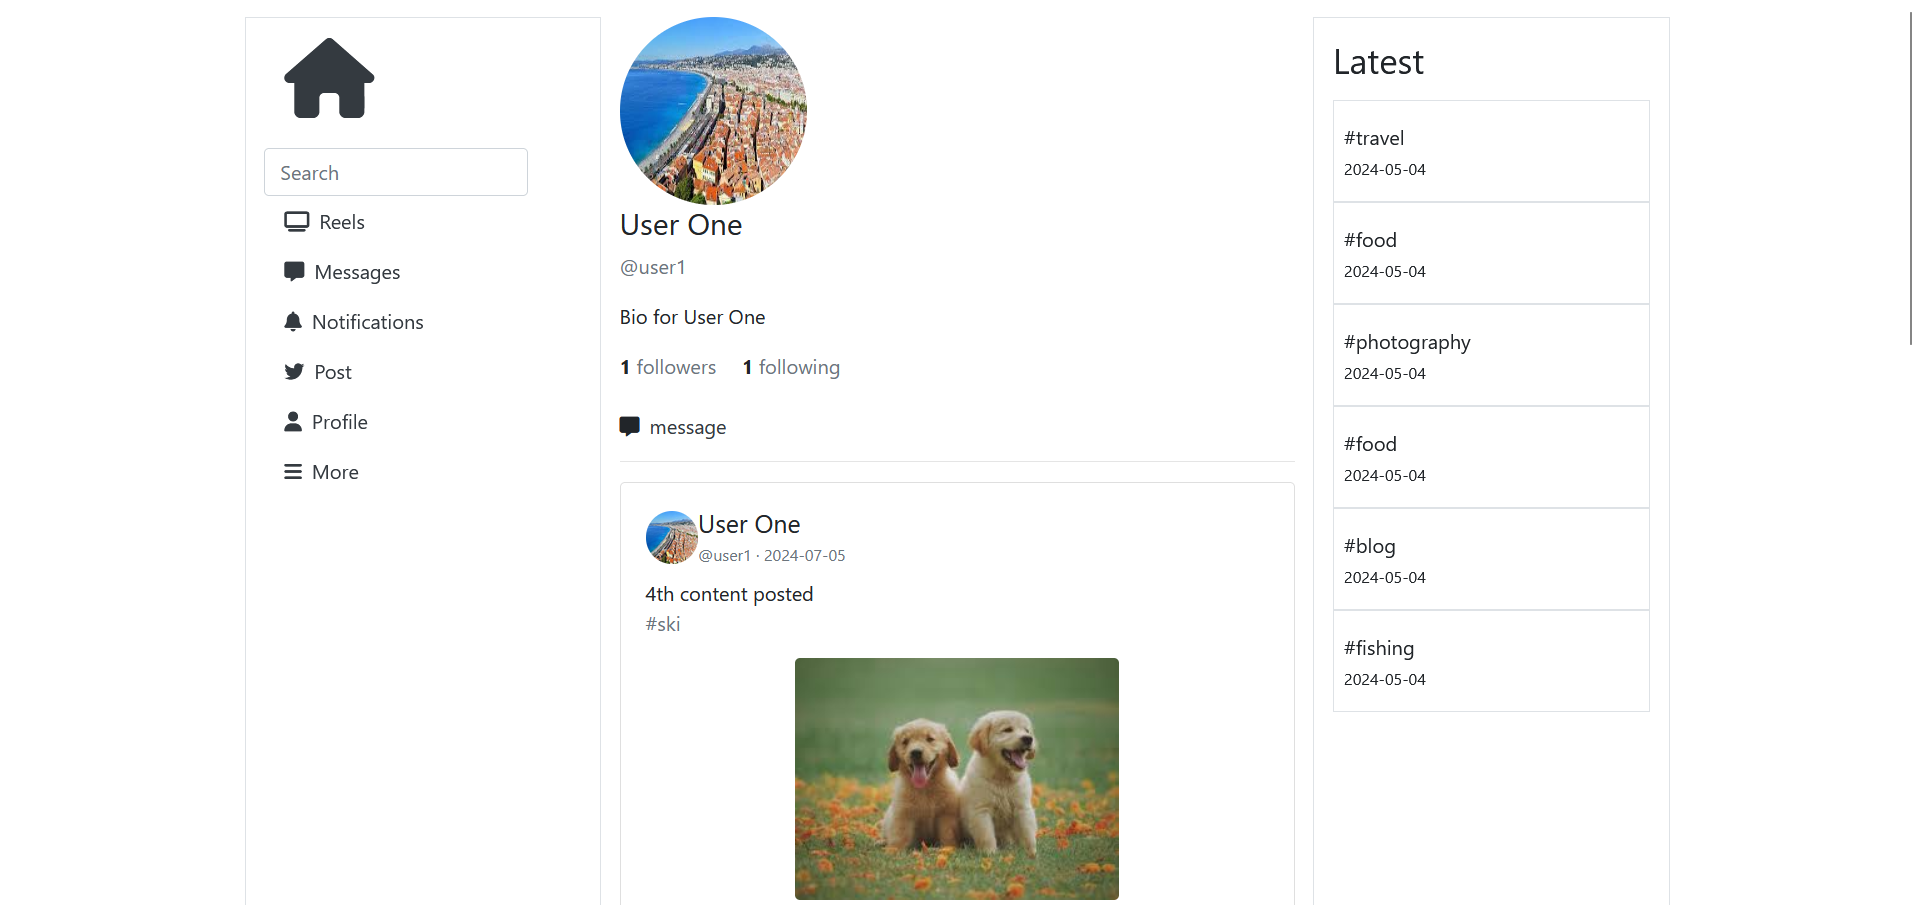 Search
Reels
Messages
Notifications
Post
Profile
More
User One
@user1
Bio for User One
1 followers 1 following
message
User One
@user1 · 2024-07-05
4th content posted
#ski
Latest
#travel
2024-05-04
#food
2024-05-04
#photography
2024-05-04
#food
2024-05-04
#blog
2024-05-04
#fishing
2024-05-04